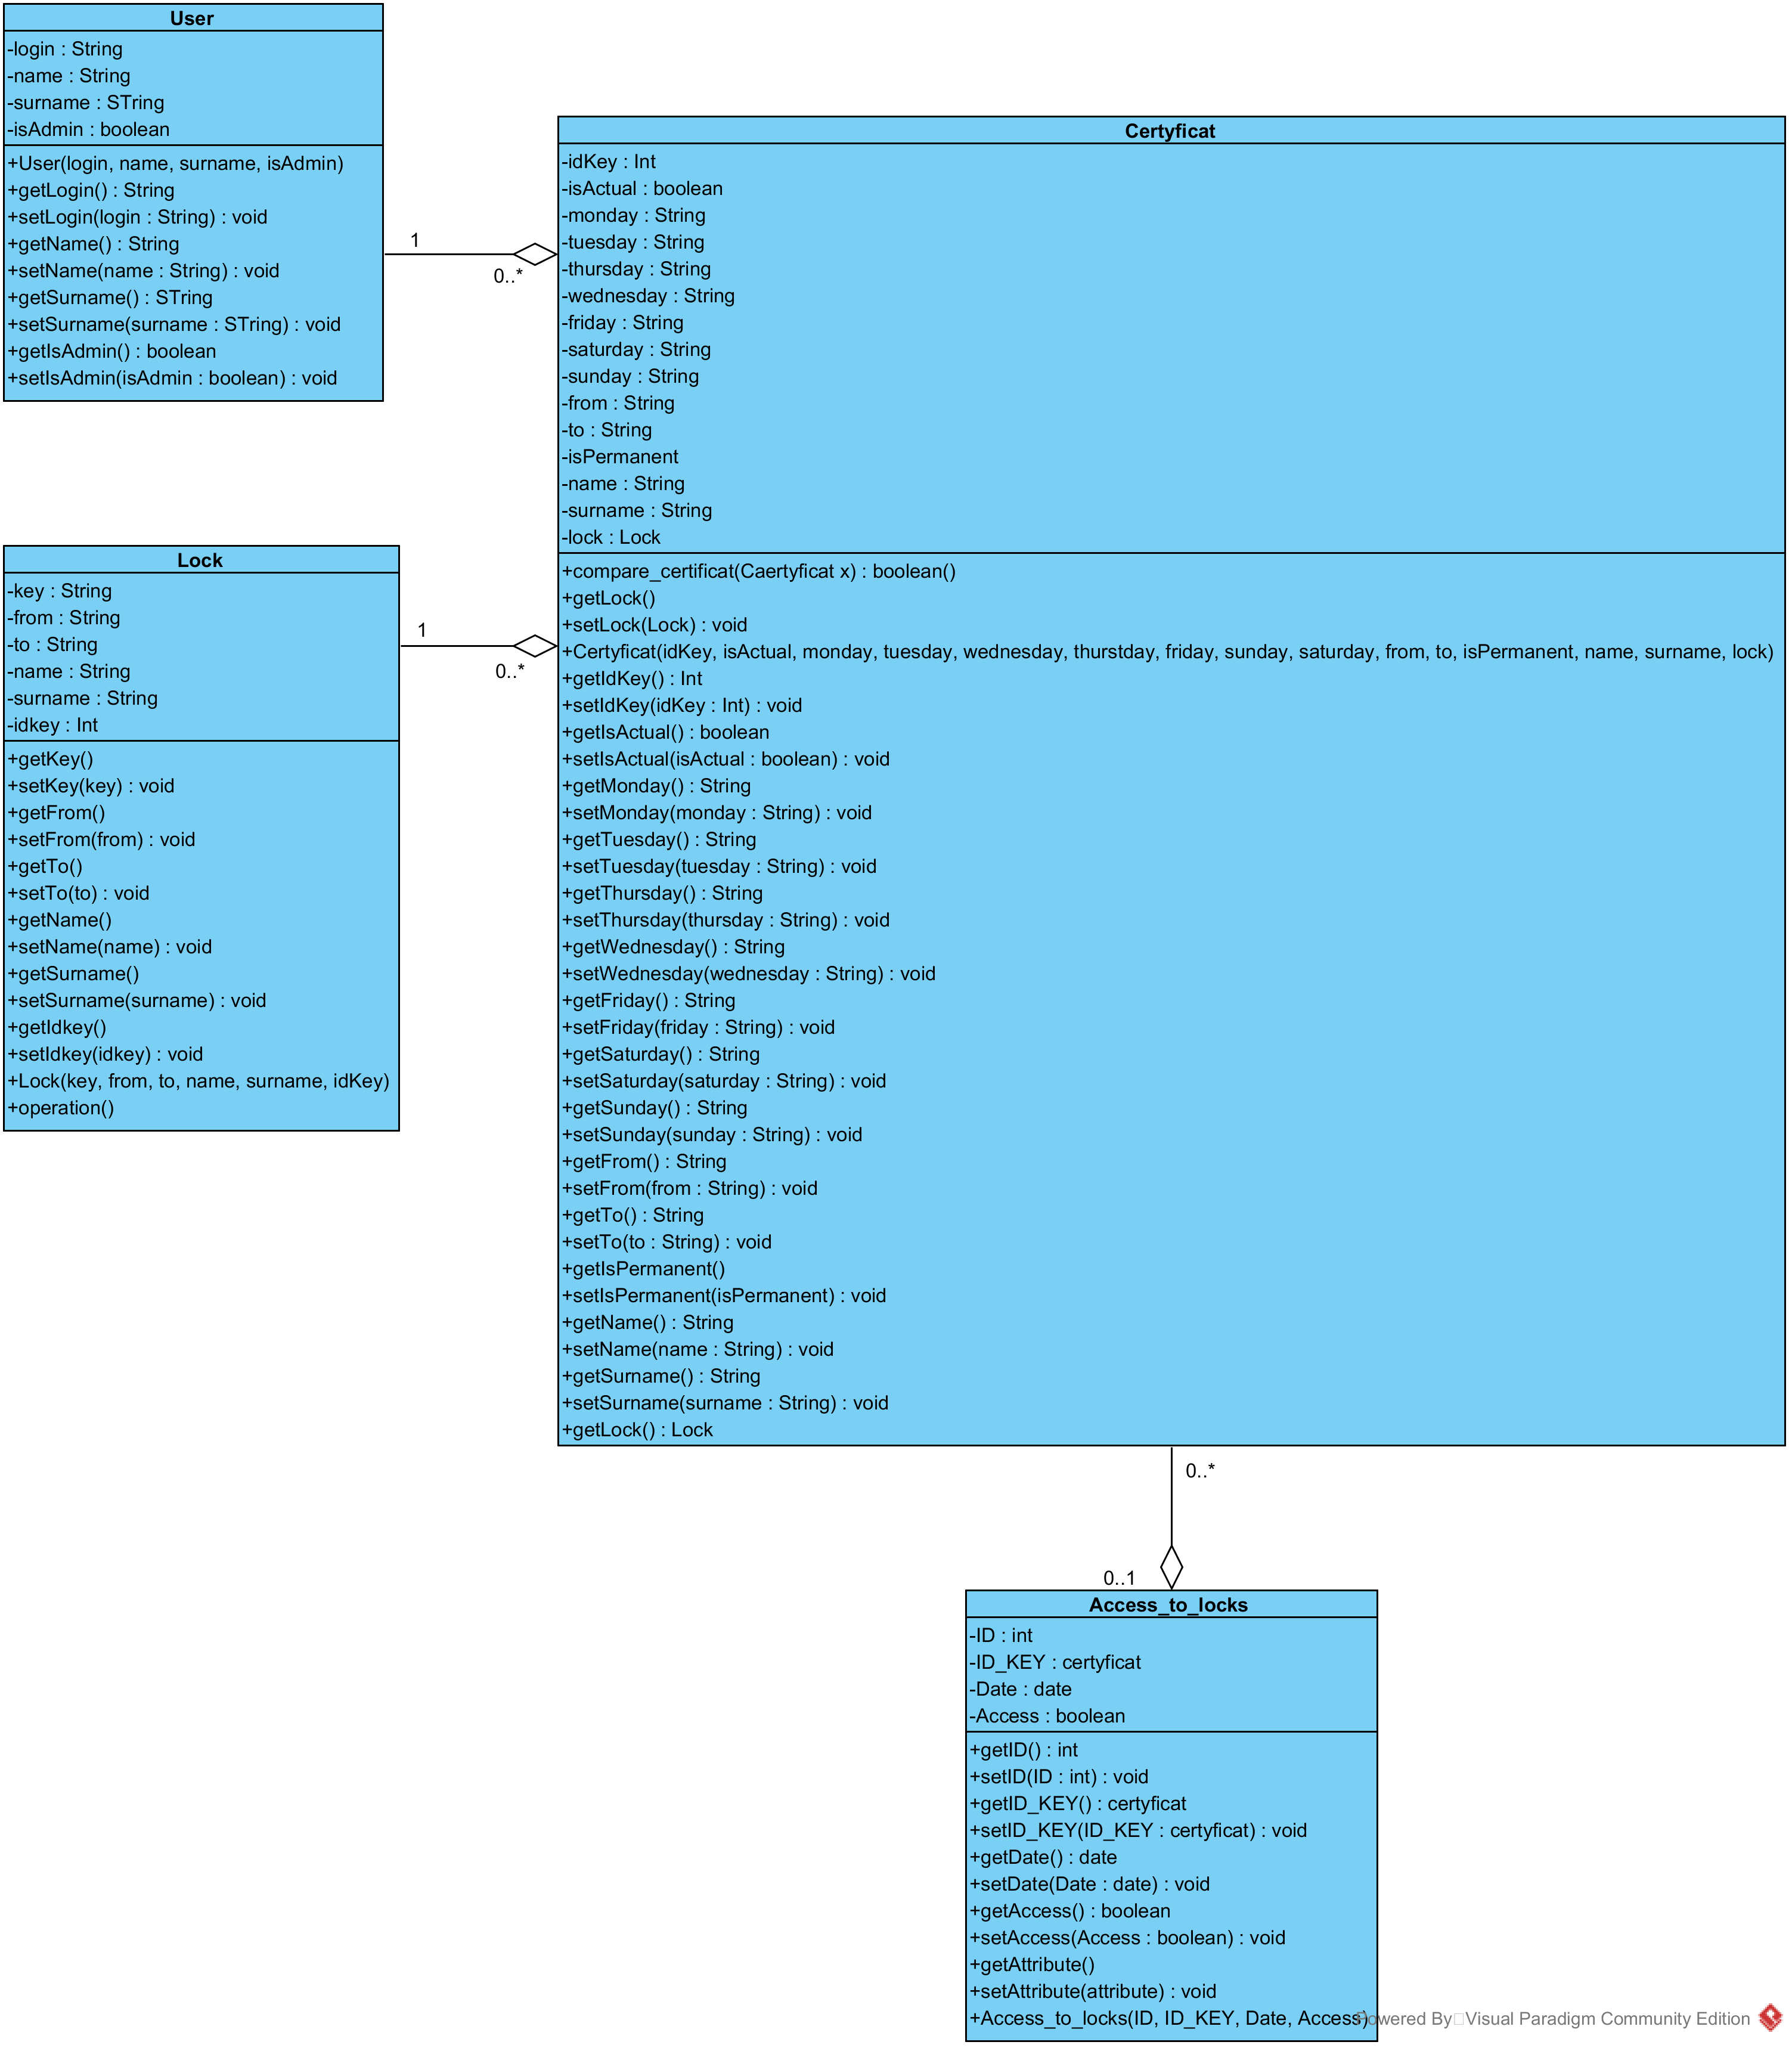 User
-login : String
-name : String
-surname : STring
-isAdmin : boolean
+User(login, name, surname, isAdmin)
+getLogin() : String
+setLogin(login : String) : void
+getName() : String
+setName(name : String) : void
+getSurname() : STring
+setSurname(surname : STring) : void
+getIsAdmin() : boolean
+setIsAdmin(isAdmin : boolean) : void
1
0..*
Lock
-key : String
-from : String
-to : String
-name : String
-surname : String
-idkey : Int
+getKey()
+setKey(key) : void
+getFrom()
+setFrom(from) : void
+getTo()
+setTo(to) : void
+getName()
+setName(name) : void
+getSurname()
+setSurname(surname) : void
+getIdkey()
+setIdkey(idkey) : void
+Lock(key, from, to, name, surname, idKey)
+operation()
1
0..*
Certyficat
-idKey : Int
-isActual : boolean
-monday : String
-tuesday : String
-thursday : String
-wednesday : String
-friday : String
-saturday : String
-sunday : String
-from : String
-to : String
-isPermanent
-name : String
-surname : String
-lock : Lock
+compare_certificat(Caertyficat x) : boolean()
+getLock()
+setLock(Lock) : void
+Certyficat(idKey, isActual, monday, tuesday, wednesday, thurstday, friday, sunday, saturday, from, to, isPermanent, name, surname, lock)
+getIdKey() : Int
+setIdKey(idKey : Int) : void
+getIsActual() : boolean
+setIsActual(isActual : boolean) : void
+getMonday() : String
+setMonday(monday : String) : void
+getTuesday() : String
+setTuesday(tuesday : String) : void
+getThursday() : String
+setThursday(thursday : String) : void
+getWednesday() : String
+setWednesday(wednesday : String) : void
+getFriday() : String
+setFriday(friday : String) : void
+getSaturday() : String
+setSaturday(saturday : String) : void
+getSunday() : String
+setSunday(sunday : String) : void
+getFrom() : String
+setFrom(from : String) : void
+getTo() : String
+setTo(to : String) : void
+getIsPermanent()
+setIsPermanent(isPermanent) : void
+getName() : String
+setName(name : String) : void
+getSurname() : String
+setSurname(surname : String) : void
+getLock() : Lock
0..*
0..1
Access_to_locks
-ID : int
-ID_KEY : certyficat
-Date : date
-Access : boolean
+getID() : int
+setID(ID : int) : void
+getID_KEY() : certyficat
+setID_KEY(ID_KEY : certyficat) : void
+getDate() : date
+setDate(Date : date) : void
+getAccess() : boolean
+setAccess(Access : boolean) : void
+getAttribute()
+setAttribute(attribute) : void
+Access_to_locks(ID, ID_KEY, Date, Access)
Powered By Visual Paradigm Community Edition